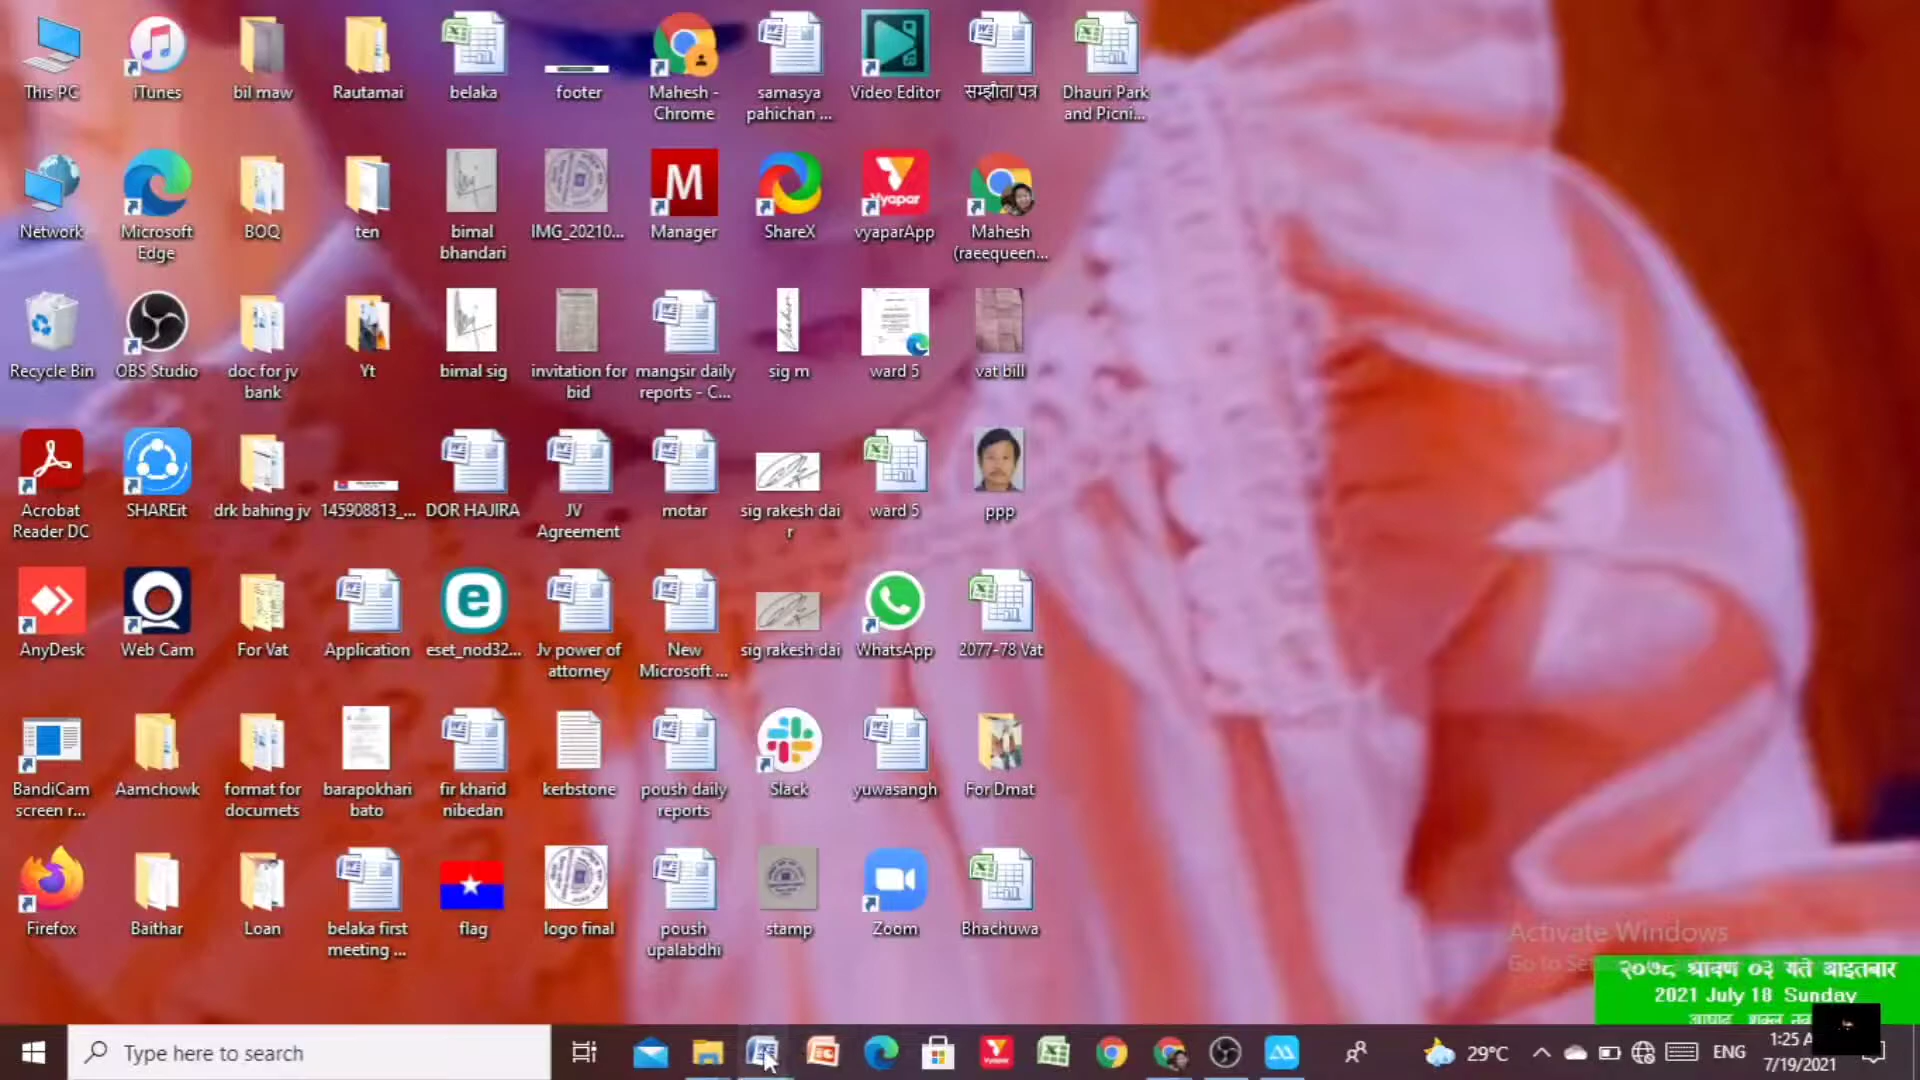 This PC
iTunes
bil maw
Rautamai
belaka
footer
Mahesh -
Chrome
samasya
pahichan ...
Video Editor
सम्झौता पत्र
Dhauri Park
and Picni...
Network
Microsoft
Edge
BOQ
ten
bimal
bhandari
IMG_20210...
M
Manager
ShareX
Vyapar
vyaparApp
Mahesh
(raeequeen...
Recycle Bin
OBS Studio
doc for jv
bank
Yt
bimal sig
invitation for
bid
mangsir daily
reports - C...
sig m
ward 5
vat bill
Acrobat
Reader DC
SHAREit
drk bahing jv
145908813_...
DOR HAJIRA
JV
Agreement
motar
sig rakesh dai
r
ward 5
ppp
AnyDesk
Web Cam
For Vat
Application
e
eset_nod32...
Jv power of
attorney
New
Microsoft ...
sig rakesh dai
WhatsApp
2077-78 Vat
BandiCam
screen r...
Aamchowk
format for
documets
barapokhari
bato
fir kharid
nibedan
kerbstone
poush daily
reports
Slack
yuwasangh
For Dmat
Firefox
Baithar
Loan
belaka first
meeting ...
flag
logo final
poush
upalabdhi
stamp
Zoom
Bhachuwa
Activate Windows
Go to Set
२०७८ श्रावण ०३ गते बाइतबार
2021 July 18 Sunday
Type here to search
29°C
ENG
1:25 A
7/19/2021